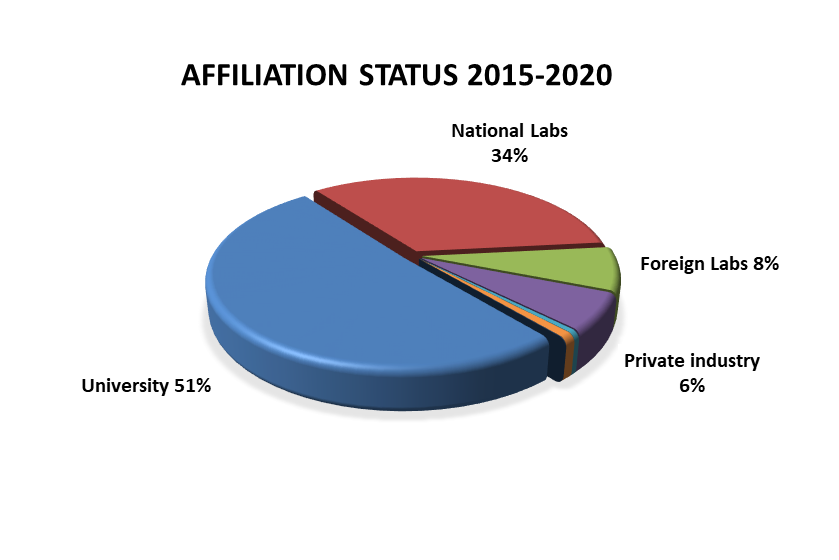 AFFILIATION STATUS 2015-2020
National Labs
34%
Foreign Labs 8%
Private industry
6%
University 51%